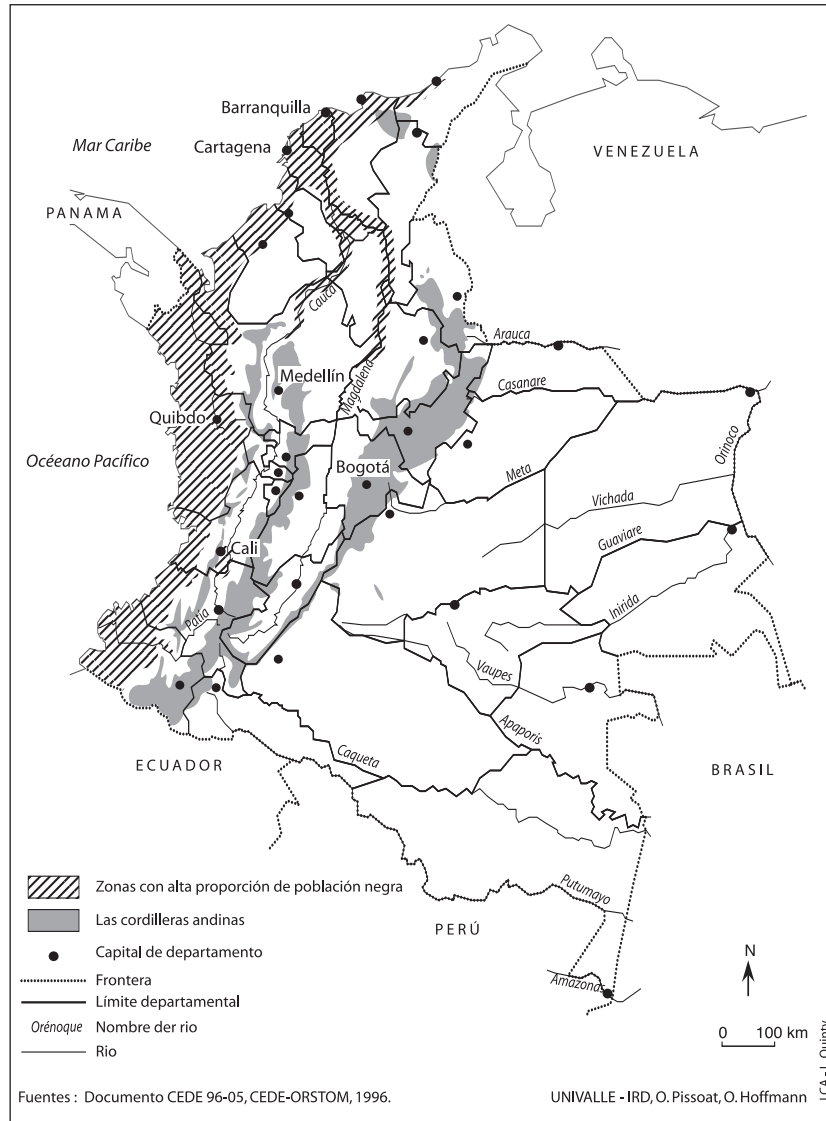 Barranquilla
Mar Caribe
Cartagena
VENEZUELA
PANAMA
Cauca
Arauca
Medellín
Magdalena
Casanare
Quibdo
Orinoco
Océeano Pacífico
Bogotá
Meta
Vichada
Guaviare
Cali
Inirida
Patia
Vaupes
Apaporis
ECUADOR
Caqueta
BRASIL
Zonas con alta proporción de población negra
Las cordilleras andinas
Putumayo
PERÚ
Capital de departamento
N
Frontera
Amazonas
Límite departamental
Orénoque Nombre der rio
0 100 km
Rio
LCA - L. Quinty
Fuentes : Documento CEDE 96-05, CEDE-ORSTOM, 1996.
UNIVALLE - IRD, O. Pissoat, O. Hoffmann